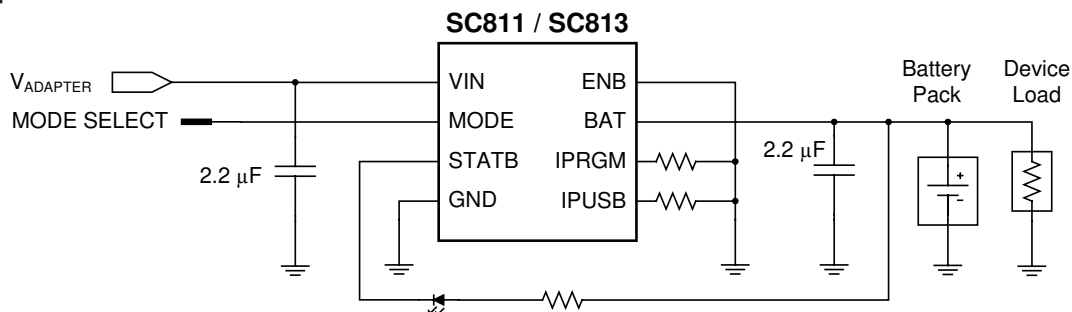 SC811 / SC813
VADAPTER
VIN
ENB
Battery Pack
Device Load
MODE SELECT
MODE
BAT
STATB
IPRGM
2.2 μF
2.2 μF
GND
IPUSB
+
−